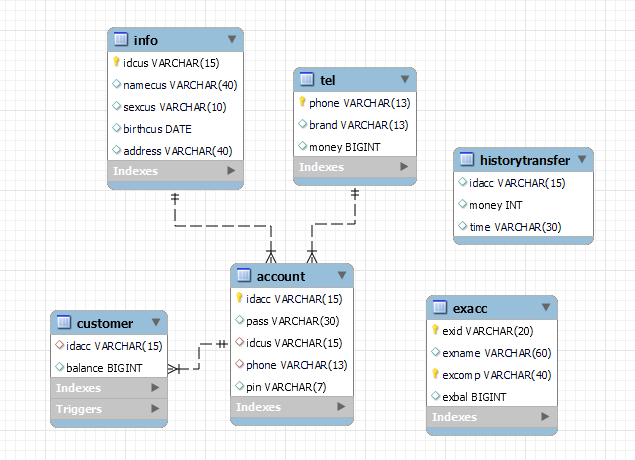 info
idcus VARCHAR(15)
namecus VARCHAR(40)
sexcus VARCHAR(10)
birthcus DATE
address VARCHAR(40)
Indexes
tel
phone VARCHAR(13)
brand VARCHAR(13)
money BIGINT
Indexes
historytransfer
idacc VARCHAR(15)
money INT
time VARCHAR(30)
account
idacc VARCHAR(15)
pass VARCHAR(30)
idcus VARCHAR(15)
phone VARCHAR(13)
pin VARCHAR(7)
Indexes
customer
idacc VARCHAR(15)
balance BIGINT
Indexes
Triggers
exacc
exid VARCHAR(20)
exname VARCHAR(60)
excomp VARCHAR(40)
exbal BIGINT
Indexes